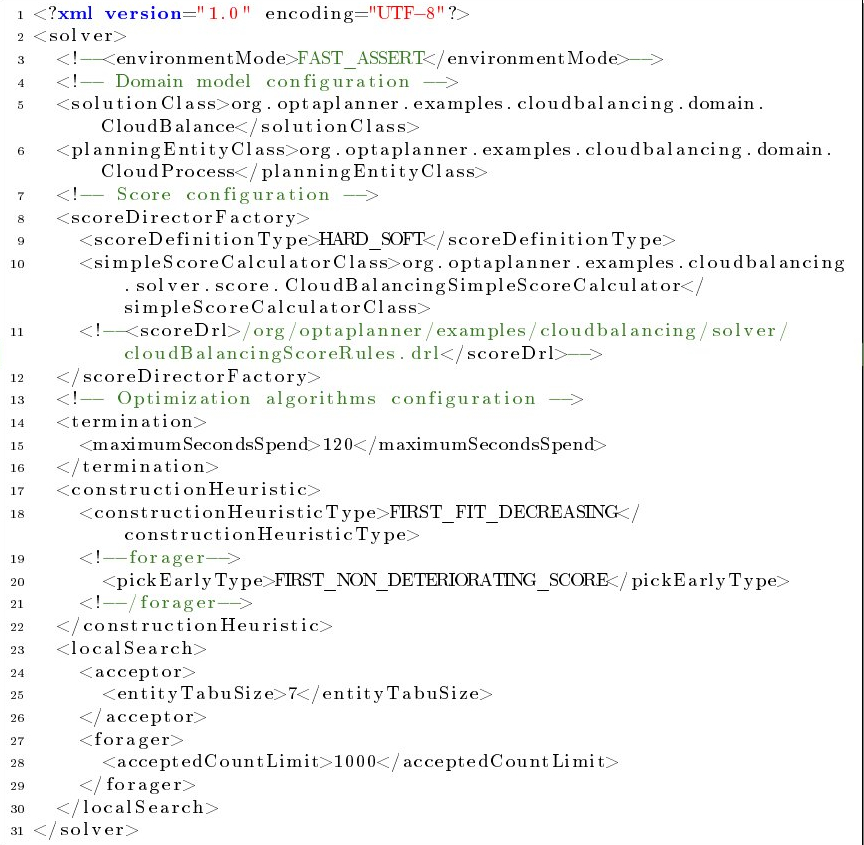 1 <?xml version="1.0" encoding="UTF-8"?>
2 <solver>
3 <!--<environmentMode>FAST_ASSERT</environmentMode>-->
4 <!-- Domain model configuration -->
5 <solutionClass>org.optaplanner.examples.cloudbalancing.domain.
CloudBalance</solutionClass>
6 <planningEntityClass>org.optaplanner.examples.cloudbalancing.domain.
CloudProcess</planningEntityClass>
7 <!-- Score configuration -->
8 <scoreDirectorFactory>
9 <scoreDefinitionType>HARD_SOFT</scoreDefinitionType>
10 <simpleScoreCalculatorClass>org.optaplanner.examples.cloudbalancing
.solver.score.CloudBalancingSimpleScoreCalculator</
simpleScoreCalculatorClass>
11 <!--<scoreDrl>/org/optaplanner/examples/cloudbalancing/solver/
cloudBalancingScoreRules.drl</scoreDrl>-->
12 </scoreDirectorFactory>
13 <!-- Optimization algorithms configuration -->
14 <termination>
15 <maximumSecondsSpend>120</maximumSecondsSpend>
16 </termination>
17 <constructionHeuristic>
18 <constructionHeuristicType>FIRST_FIT_DECREASING</
constructionHeuristicType>
19 <!--forager-->
20 <pickEarlyType>FIRST_NON_DETERIORATING_SCORE</pickEarlyType>
21 <!--/forager-->
22 </constructionHeuristic>
23 <localSearch>
24 <acceptor>
25 <entityTabuSize>7</entityTabuSize>
26 </acceptor>
27 <forager>
28 <acceptedCountLimit>1000</acceptedCountLimit>
29 </forager>
30 </localSearch>
31 </solver>